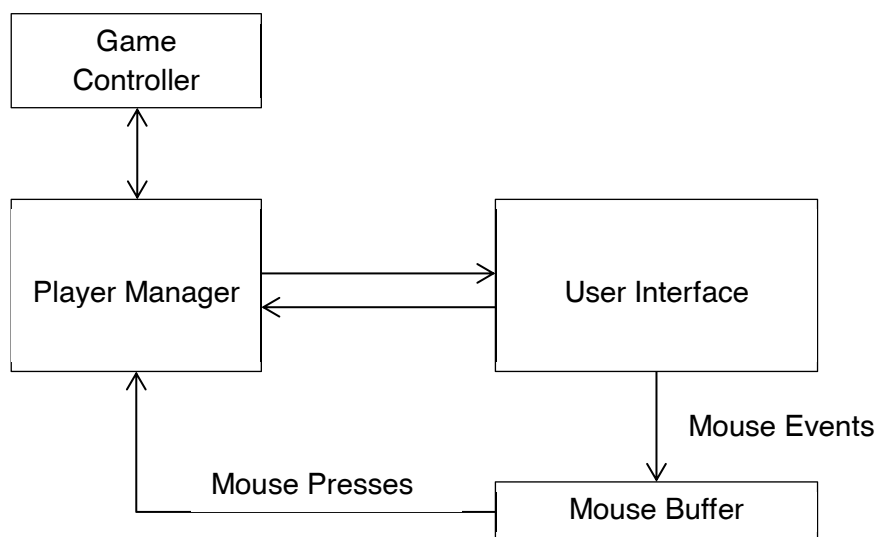 Game
Controller
Player Manager
User Interface
Mouse Events
Mouse Presses
Mouse Buffer